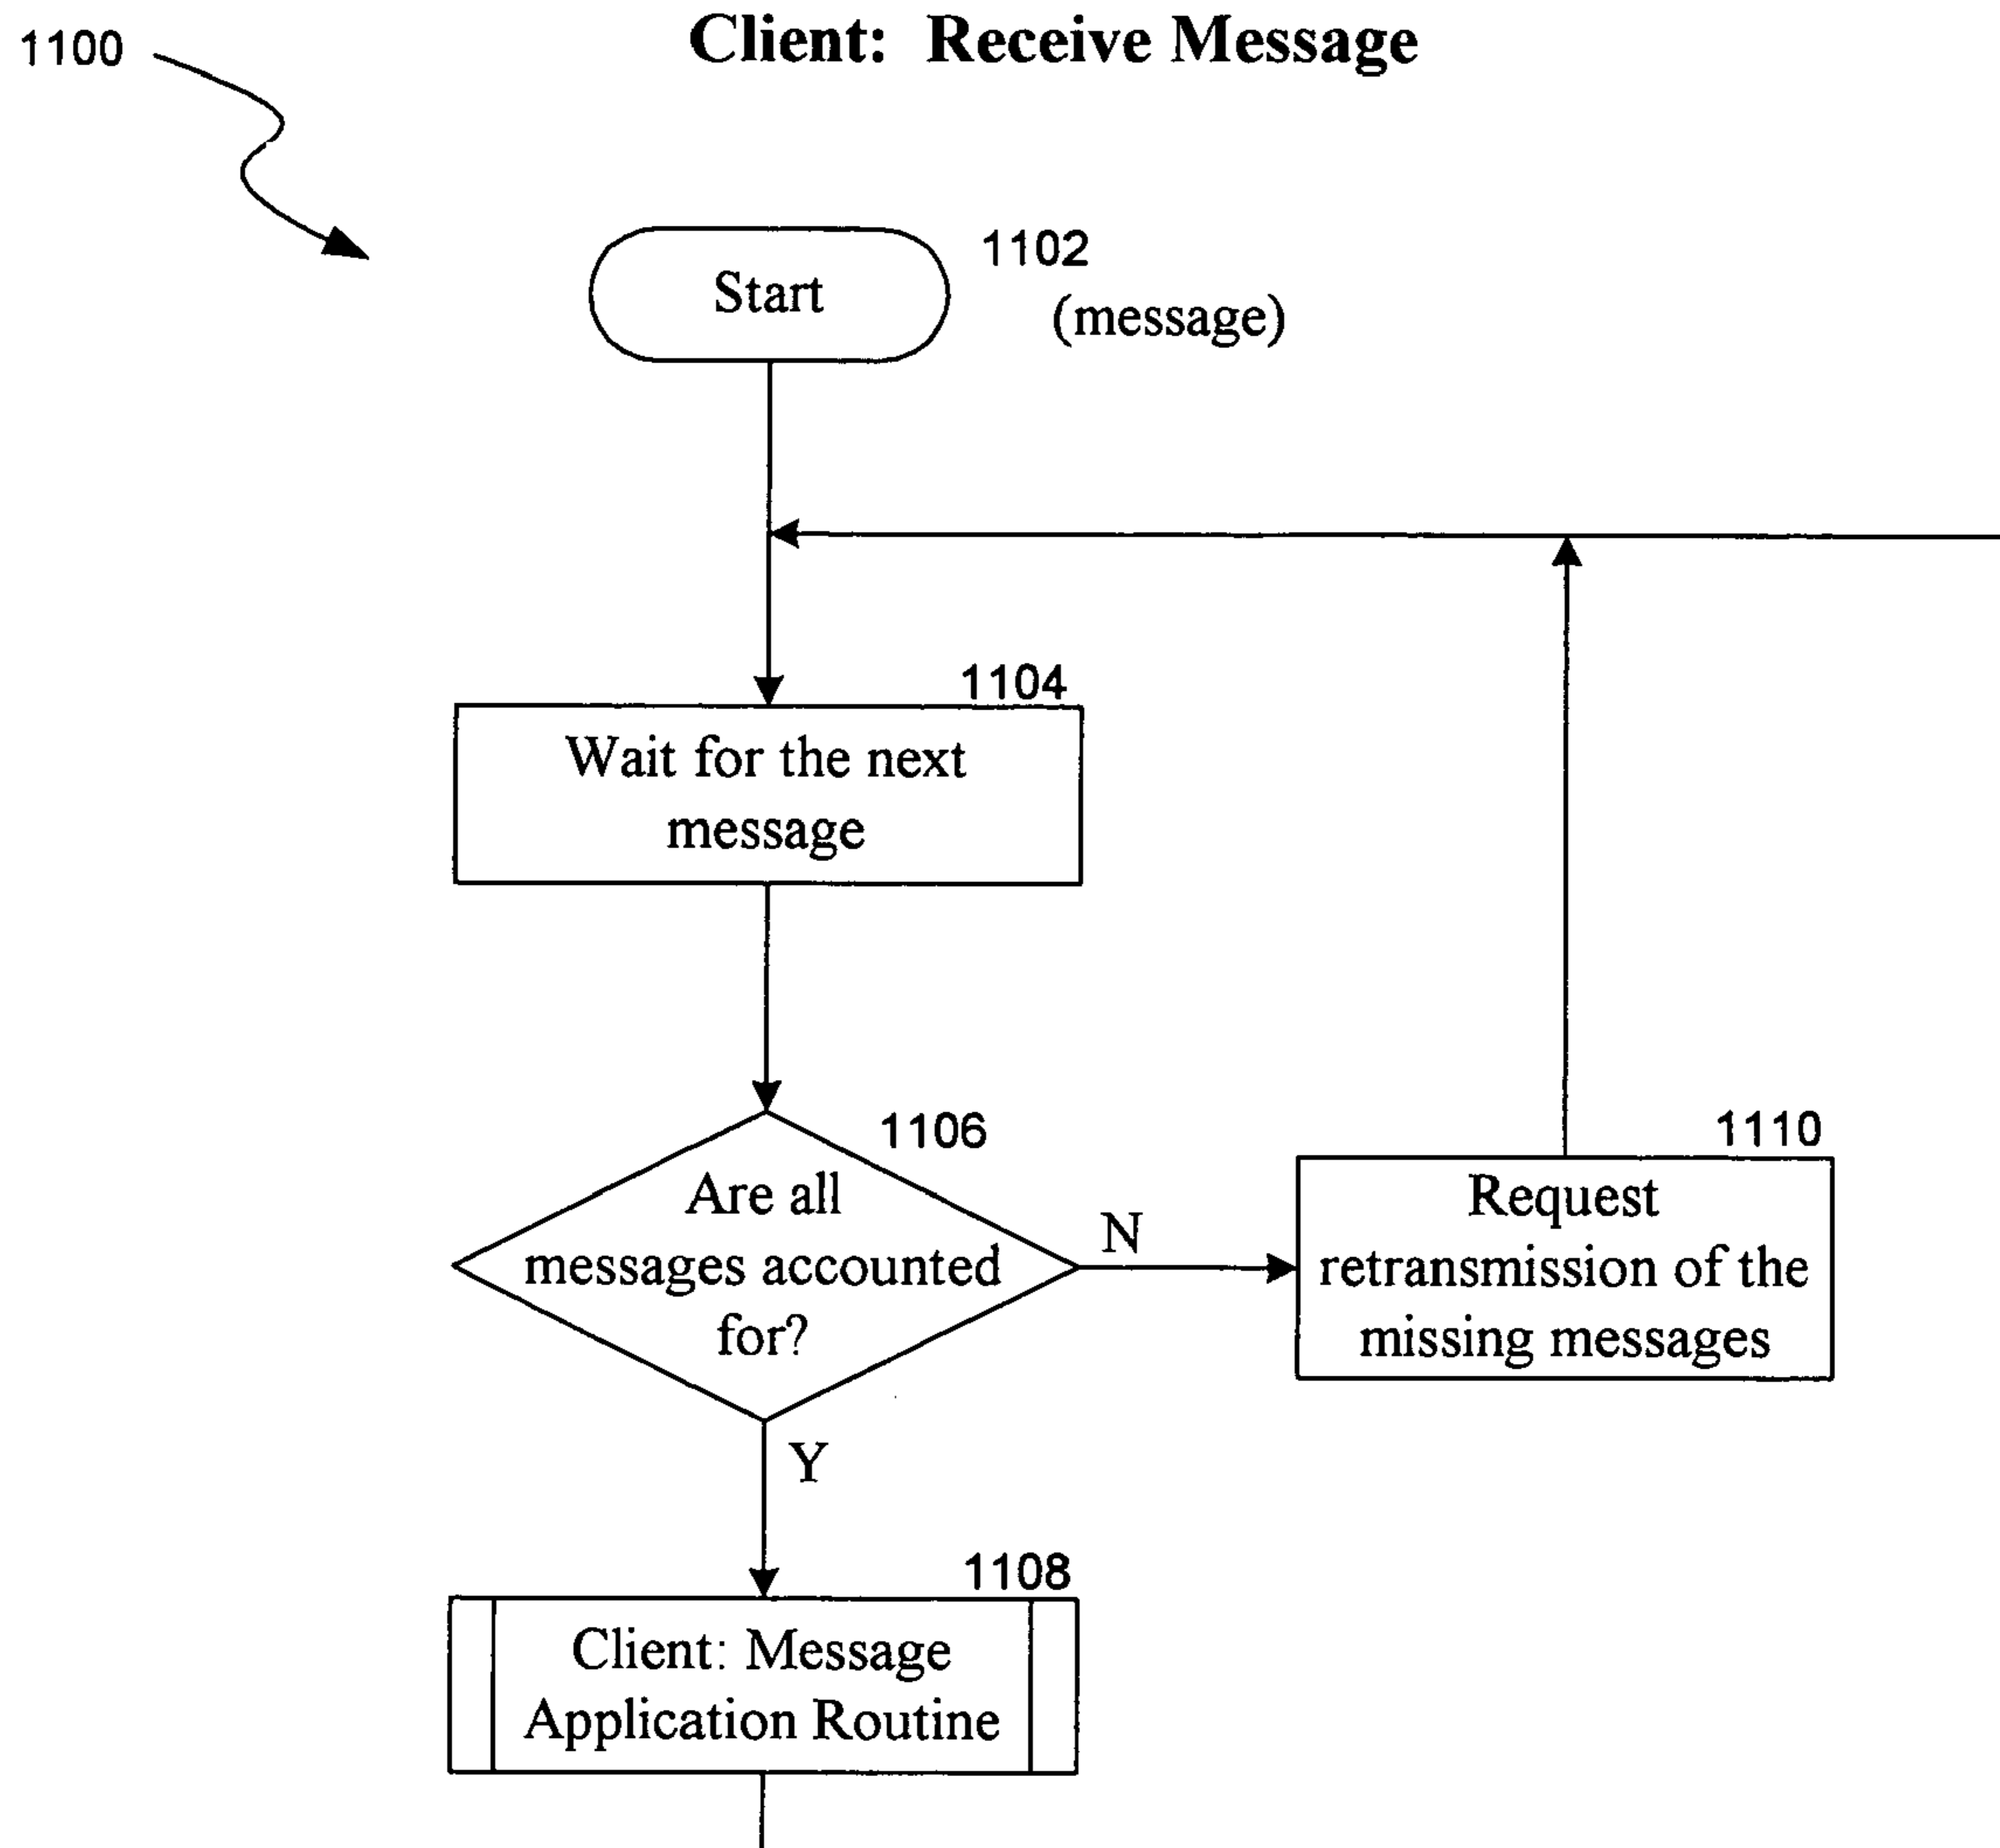 Client: Receive Message
1100
1102
Start
(message)
1104
Wait for the next
message
1106
Are all
messages accounted
for?
N
1110
Request
retransmission of the
missing messages
Y
1108
Client: Message
Application Routine